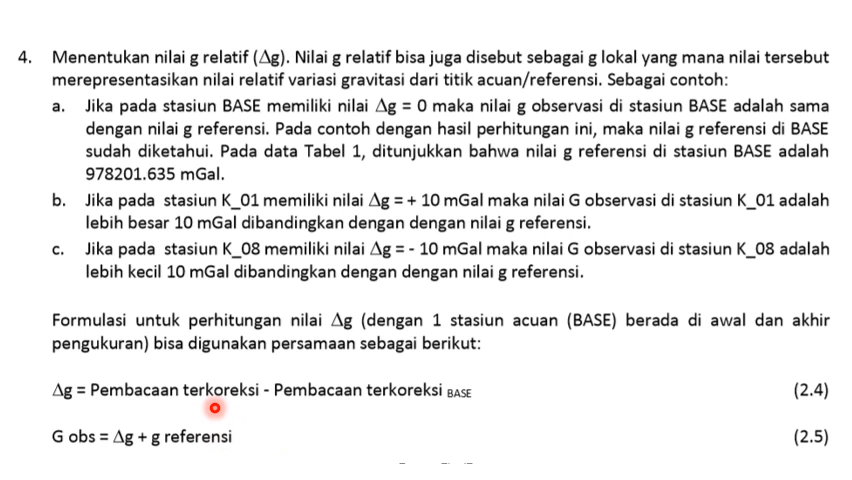 4. Menentukan nilai g relatif (Δg). Nilai g relatif bisa juga disebut sebagai g lokal yang mana nilai tersebut
merepresentasikan nilai relatif variasi gravitasi dari titik acuan/referensi. Sebagai contoh:
a. Jika pada stasiun BASE memiliki nilai Δg = 0 maka nilai g observasi di stasiun BASE adalah sama
dengan nilai g referensi. Pada contoh dengan hasil perhitungan ini, maka nilai g referensi di BASE
sudah diketahui. Pada data Tabel 1, ditunjukkan bahwa nilai g referensi di stasiun BASE adalah
978201.635 mGal.
b. Jika pada stasiun K_01 memiliki nilai Δg = + 10 mGal maka nilai G observasi di stasiun K_01 adalah
lebih besar 10 mGal dibandingkan dengan dengan nilai g referensi.
c. Jika pada stasiun K_08 memiliki nilai Δg = - 10 mGal maka nilai G observasi di stasiun K_08 adalah
lebih kecil 10 mGal dibandingkan dengan dengan nilai g referensi.
Formulasi untuk perhitungan nilai Δg (dengan 1 stasiun acuan (BASE) berada di awal dan akhir
pengukuran) bisa digunakan persamaan sebagai berikut:
Δg = Pembacaan terkoreksi - Pembacaan terkoreksi BASE (2.4)
G obs = Δg + g referensi (2.5)